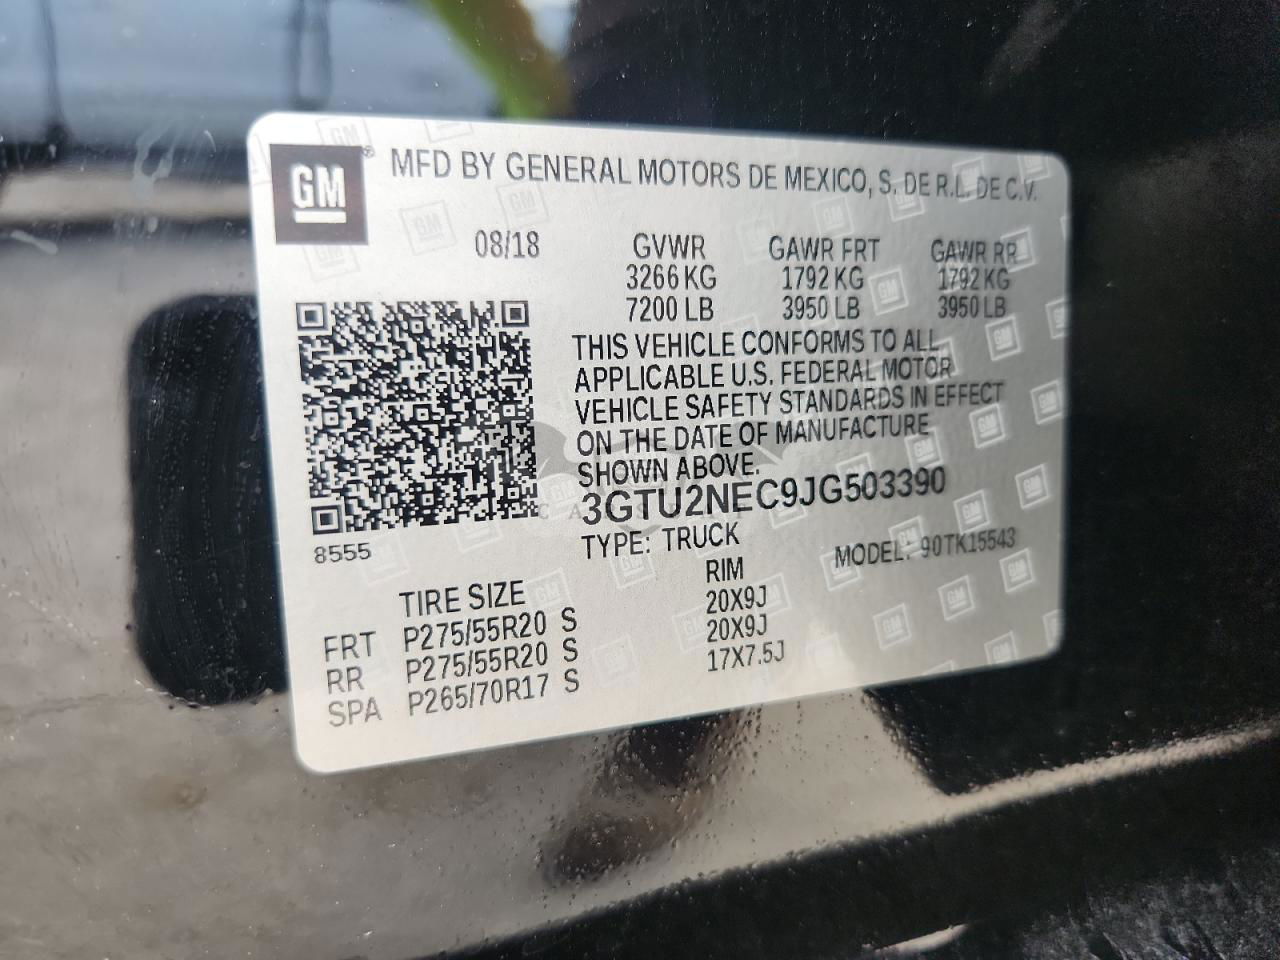 GM
MFD BY GENERAL MOTORS DE MEXICO, S. DE R.L. DE C.V.
08/18 GVWR GAWR FRT GAWR RR
3266 KG 1792 KG 1792 KG
7200 LB 3950 LB 3950 LB
THIS VEHICLE CONFORMS TO ALL
APPLICABLE U.S. FEDERAL MOTOR
VEHICLE SAFETY STANDARDS IN EFFECT
ON THE DATE OF MANUFACTURE
SHOWN ABOVE.
3GTU2NEC9JG503390
8555
TYPE: TRUCK MODEL: 90TK15543
TIRE SIZE RIM
FRT P275/55R20 S 20X9J
RR P275/55R20 S 20X9J
SPA P265/70R17 S 17X7.5J